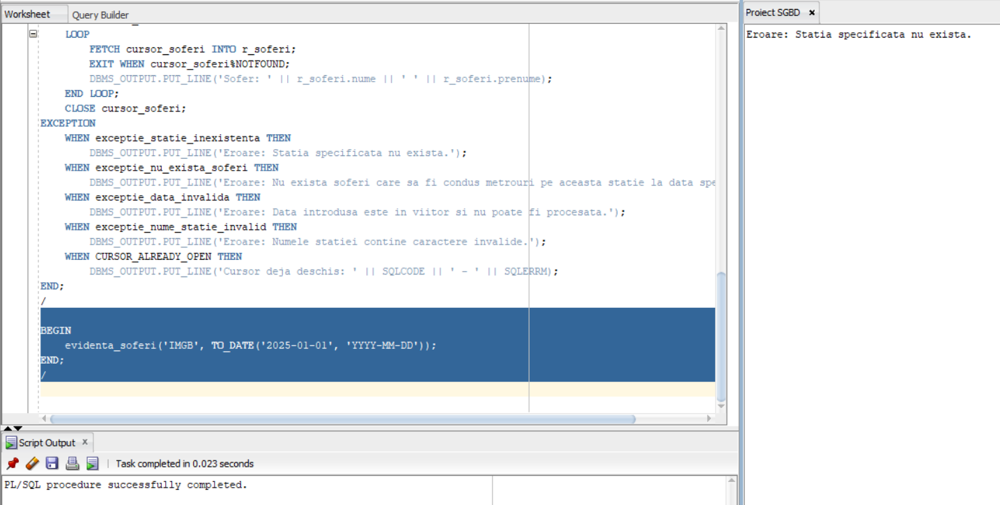 Worksheet Query Builder
LOOP
FETCH cursor_soferi INTO r_soferi;
EXIT WHEN cursor_soferi%NOTFOUND;
DBMS_OUTPUT.PUT_LINE('Sofer: ' || r_soferi.nume || ' ' || r_soferi.prenume);
END LOOP;
CLOSE cursor_soferi;
EXCEPTION
WHEN exceptie_statie_inexistenta THEN
DBMS_OUTPUT.PUT_LINE('Eroare: Statia specificata nu exista.');
WHEN exceptie_nu_exista_soferi THEN
DBMS_OUTPUT.PUT_LINE('Eroare: Nu exista soferi care sa fi condus metrouri pe aceasta statie la data spe
WHEN exceptie_data_invalida THEN
DBMS_OUTPUT.PUT_LINE('Eroare: Data introdusa este in viitor si nu poate fi procesata.');
WHEN exceptie_nume_statie_invalid THEN
DBMS_OUTPUT.PUT_LINE('Eroare: Numele statiei contine caractere invalide.');
WHEN CURSOR_ALREADY_OPEN THEN
DBMS_OUTPUT.PUT_LINE('Cursor deja deschis: ' || SQLCODE || ' - ' || SQLERRM);
END;
/
BEGIN
evidenta_soferi('IMGB', TO_DATE('2025-01-01', 'YYYY-MM-DD'));
END;
/
Script Output x
Task completed in 0.023 seconds
PL/SQL procedure successfully completed.
Proiect SGBD x
Eroare: Statia specificata nu exista.